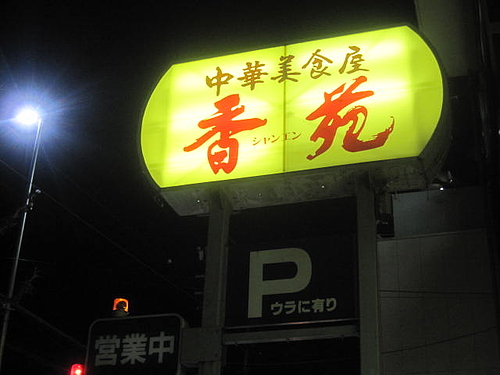 中華美食屋
香苑
シャンエン
P
ウラに有り
営業中